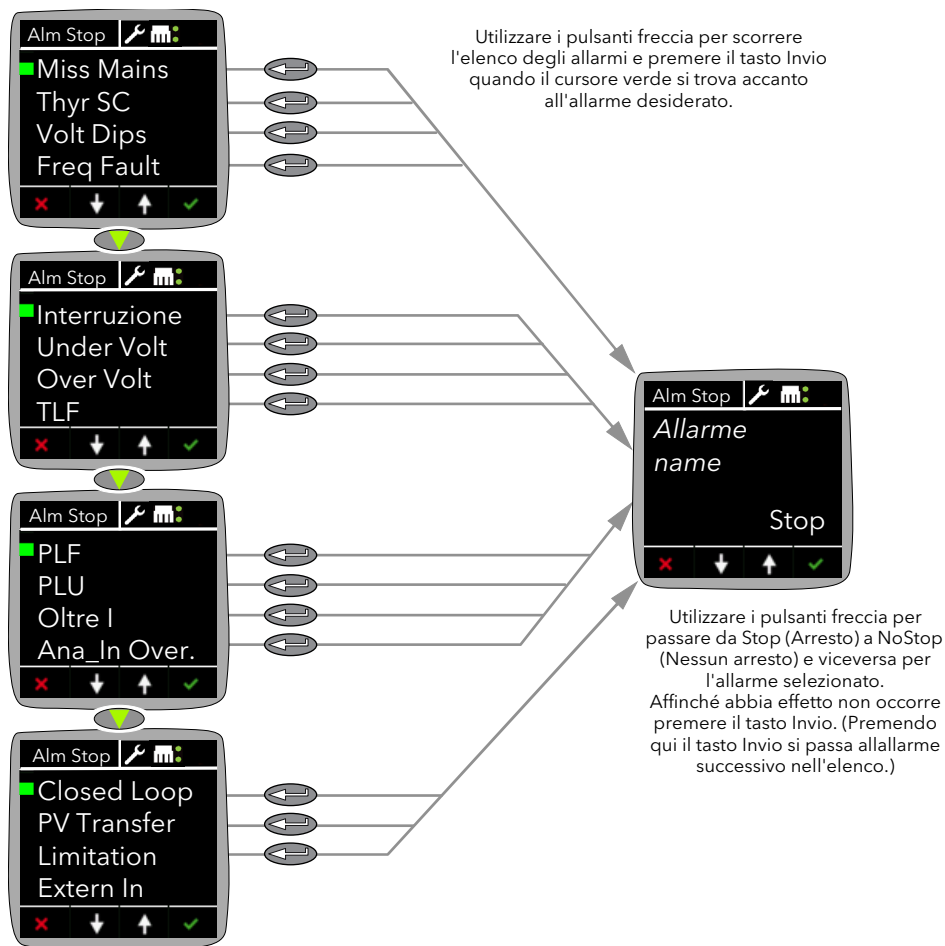 Alm Stop
Miss Mains
Thyr SC
Volt Dips
Freq Fault
Utilizzare i pulsanti freccia per scorrere
l'elenco degli allarmi e premere il tasto Invio
quando il cursore verde si trova accanto
all'allarme desiderato.
Alm Stop
Interruzione
Under Volt
Over Volt
TLF
Alm Stop
PLF
PLU
Oltre I
Ana_In Over.
Alm Stop
Closed Loop
PV Transfer
Limitation
Extern In
Alm Stop
Allarme
name
Stop
Utilizzare i pulsanti freccia per
passare da Stop (Arresto) a NoStop
(Nessun arresto) e viceversa per
l'allarme selezionato.
Affinché abbia effetto non occorre
premere il tasto Invio. (Premendo
qui il tasto Invio si passa allallarme
successivo nell'elenco.)